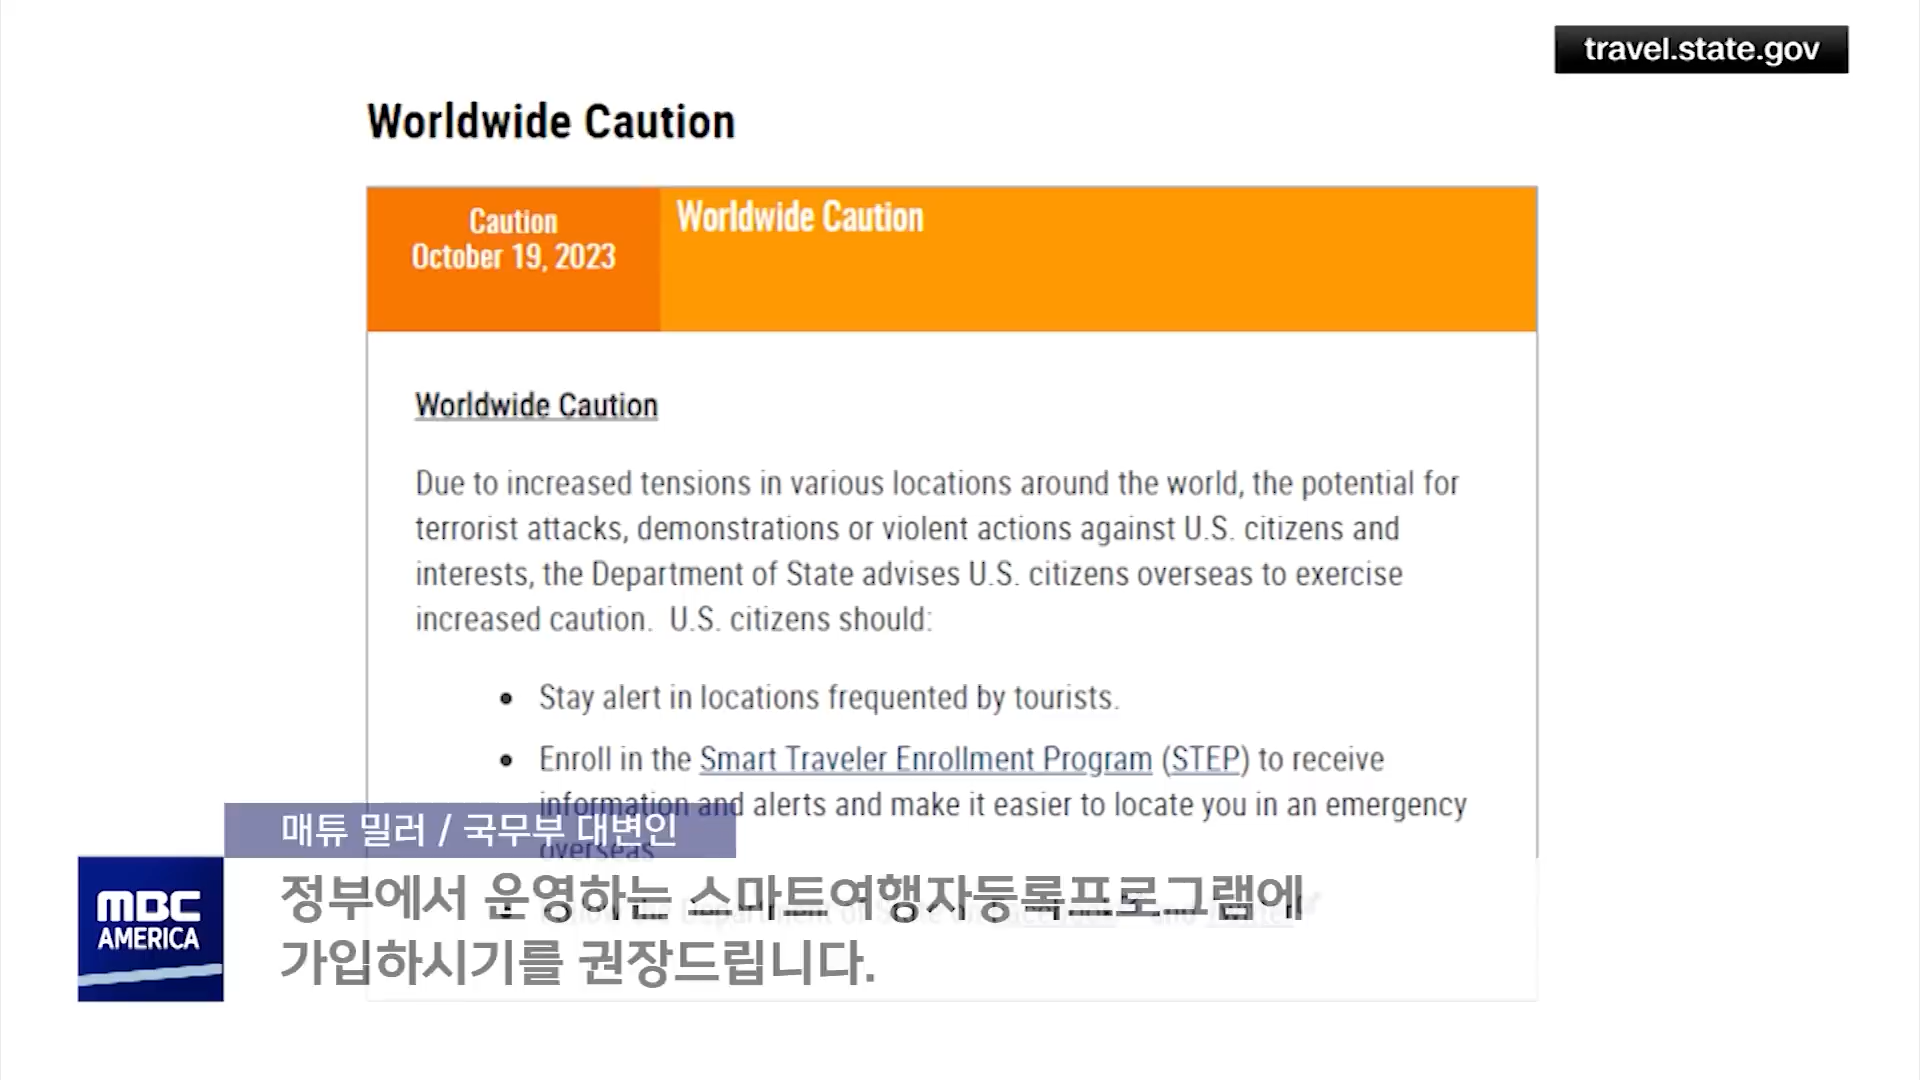 travel.state.gov
Worldwide Caution
Caution
October 19, 2023
Worldwide Caution
Worldwide Caution
Due to increased tensions in various locations around the world, the potential for
terrorist attacks, demonstrations or violent actions against U.S. citizens and
interests, the Department of State advises U.S. citizens overseas to exercise
increased caution.  U.S. citizens should:
• Stay alert in locations frequented by tourists.
• Enroll in the Smart Traveler Enrollment Program (STEP) to receive
information and alerts and make it easier to locate you in an emergency
overseas
매튜 밀러 / 국무부 대변인
MBC
AMERICA
정부에서 운영하는 스마트여행자등록프로그램에
가입하시기를 권장드립니다.